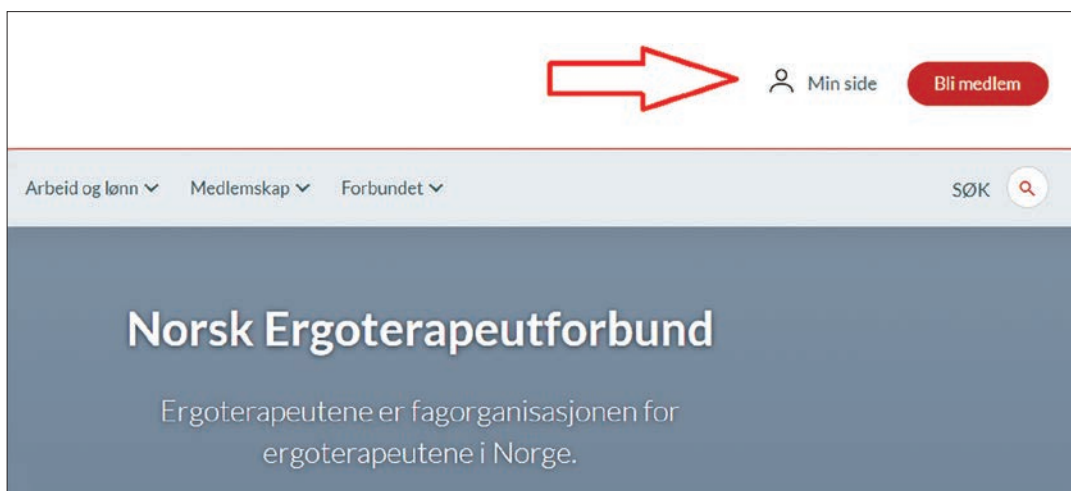 Min side
Bli medlem
Arbeid og lønn
Medlemskap
Forbundet
SØK
Norsk Ergoterapeutforbund
Ergoterapeutene er fagorganisasjonen for
ergoterapeutene i Norge.